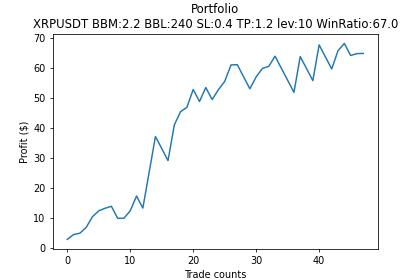 Portfolio
XRPUSDT BBM:2.2 BBL:240 SL:0.4 TP:1.2 lev:10 WinRatio:67.0
70
60
50
40
30
20
10
0
Profit ($)
0 10 20 30 40
Trade counts